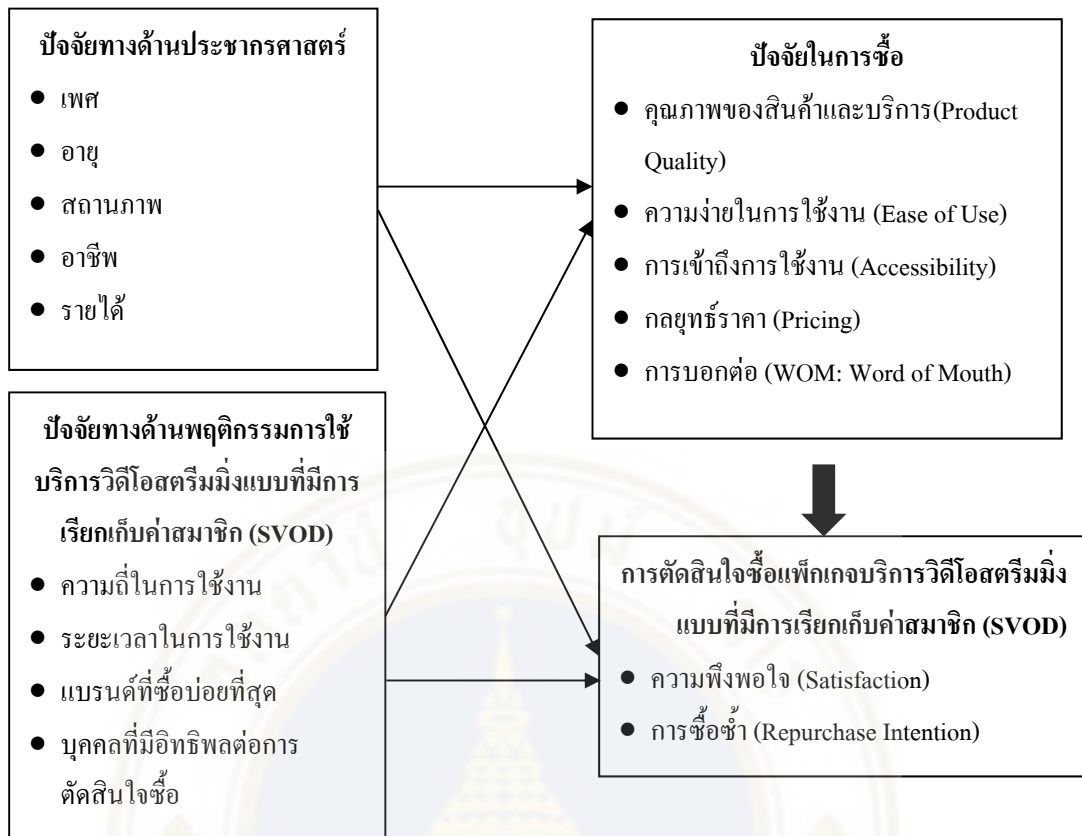 ปัจจัยทางด้านประชากรศาสตร์
● เพศ
● อายุ
● สถานภาพ
● อาชีพ
● รายได้
ปัจจัยทางด้านพฤติกรรมการใช้
บริการวิดีโอสตรีมมิ่งแบบที่มีการ
เรียกเก็บค่าสมาชิก (SVOD)
● ความถี่ในการใช้งาน
● ระยะเวลาในการใช้งาน
● แบรนด์ที่ซื้อบ่อยที่สุด
● บุคคลที่มีอิทธิพลต่อการ
ตัดสินใจซื้อ
ปัจจัยในการซื้อ
● คุณภาพของสินค้าและบริการ(Product
Quality)
● ความง่ายในการใช้งาน (Ease of Use)
● การเข้าถึงการใช้งาน (Accessibility)
● กลยุทธ์ราคา (Pricing)
● การบอกต่อ (WOM: Word of Mouth)
การตัดสินใจซื้อแพ็กเกจบริการวิดีโอสตรีมมิ่ง
แบบที่มีการเรียกเก็บค่าสมาชิก (SVOD)
● ความพึงพอใจ (Satisfaction)
● การซื้อซ้ำ (Repurchase Intention)